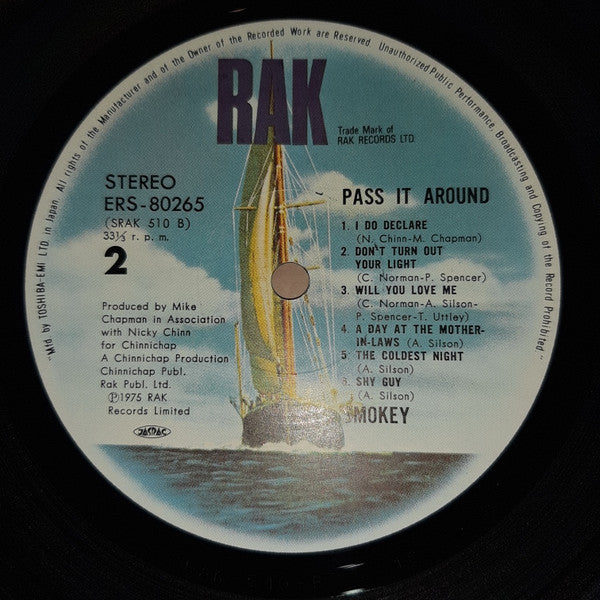 "Mfd by TOSHIBA-EMI LTD. in Japan. All rights of the Manufacturer and of the Owner of the Recorded Work are Reserved. Unauthorized Public Performance, Broadcasting and Copying of the Record Prohibited"
RAK
Trade Mark of
RAK RECORDS LTD.
STEREO
ERS-80265
(SRAK 510 B)
33⅓ r. p. m.
2
Produced by Mike
Chapman in Association
with Nicky Chinn
for Chinnichap
A Chinnichap Production
Chinnichap Publ.
Rak Publ. Ltd.
Ⓟ1975 RAK
Records Limited
JASRAC
PASS IT AROUND
1. I DO DECLARE
(N. Chinn-M. Chapman)
2. DON'T TURN OUT
YOUR LIGHT
(C. Norman-P. Spencer)
3. WILL YOU LOVE ME
(C. Norman-A. Silson-
P. Spencer-T. Uttley)
4. A DAY AT THE MOTHER-
IN-LAWS (A. Silson)
5. THE COLDEST NIGHT
(A. Silson)
6. SHY GUY
(A. Silson)
SMOKEY